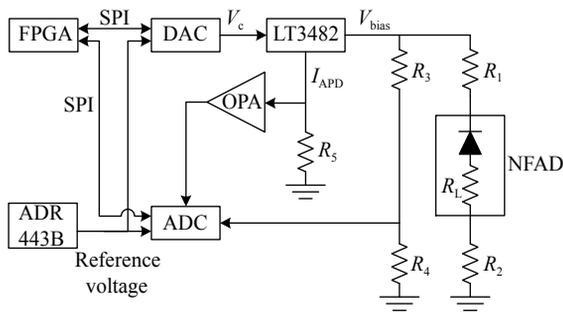 SPI
V_c
V_bias
FPGA
DAC
LT3482
I_APD
R_3
R_1
OPA
SPI
R_5
NFAD
R_L
ADR
443B
ADC
Reference
voltage
R_4
R_2